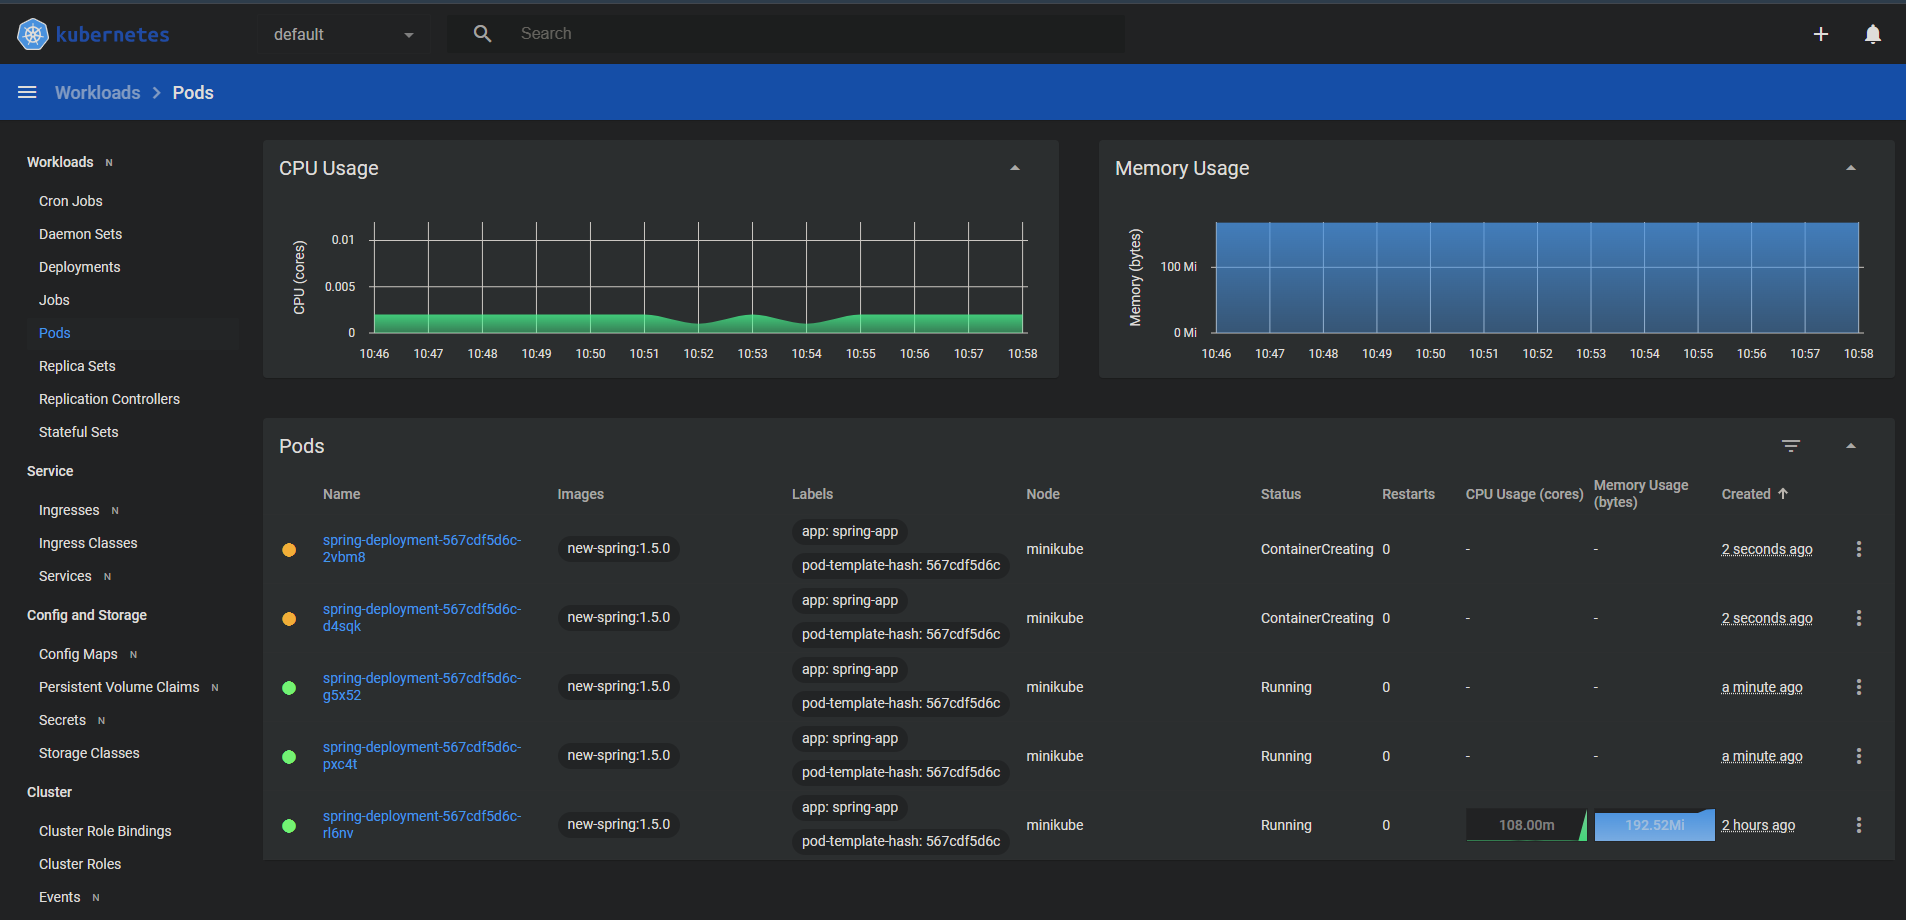 kubernetes
default
Search
Workloads > Pods
Workloads N
Cron Jobs
Daemon Sets
Deployments
Jobs
Pods
Replica Sets
Replication Controllers
Stateful Sets
Service
Ingresses N
Ingress Classes
Services N
Config and Storage
Config Maps N
Persistent Volume Claims N
Secrets N
Storage Classes
Cluster
Cluster Role Bindings
Cluster Roles
Events N
CPU Usage
CPU (cores)
0.01
0.005
0
10:46 10:47 10:48 10:49 10:50 10:51 10:52 10:53 10:54 10:55 10:56 10:57 10:58
Memory Usage
Memory (bytes)
100 Mi
0 Mi
10:46 10:47 10:48 10:49 10:50 10:51 10:52 10:53 10:54 10:55 10:56 10:57 10:58
Pods
Name Images Labels Node Status Restarts CPU Usage (cores) Memory Usage
(bytes)
Created
spring-deployment-567cdf5d6c-
2vbm8
new-spring:1.5.0
app: spring-app
pod-template-hash: 567cdf5d6c
minikube
ContainerCreating 0 - - 2 seconds ago
spring-deployment-567cdf5d6c-
d4sqk
new-spring:1.5.0
app: spring-app
pod-template-hash: 567cdf5d6c
minikube
ContainerCreating 0 - - 2 seconds ago
spring-deployment-567cdf5d6c-
g5x52
new-spring:1.5.0
app: spring-app
pod-template-hash: 567cdf5d6c
minikube
Running 0 - - a minute ago
spring-deployment-567cdf5d6c-
pxc4t
new-spring:1.5.0
app: spring-app
pod-template-hash: 567cdf5d6c
minikube
Running 0 - - a minute ago
spring-deployment-567cdf5d6c-
rl6nv
new-spring:1.5.0
app: spring-app
pod-template-hash: 567cdf5d6c
minikube
Running 0 108.00m 192.52Mi 2 hours ago